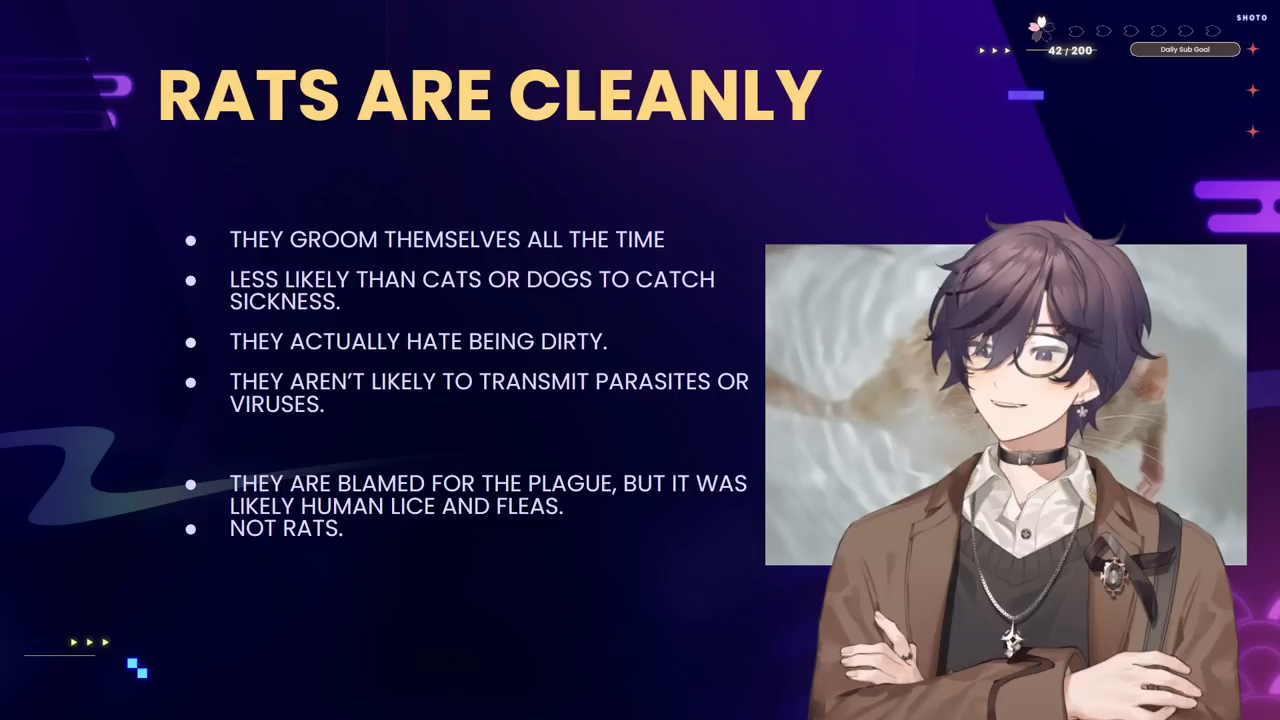 SHOTO
42 / 200
Daily Sub Goal
RATS ARE CLEANLY
● THEY GROOM THEMSELVES ALL THE TIME
● LESS LIKELY THAN CATS OR DOGS TO CATCH
SICKNESS.
● THEY ACTUALLY HATE BEING DIRTY.
● THEY AREN'T LIKELY TO TRANSMIT PARASITES OR
VIRUSES.
● THEY ARE BLAMED FOR THE PLAGUE, BUT IT WAS
LIKELY HUMAN LICE AND FLEAS.
● NOT RATS.